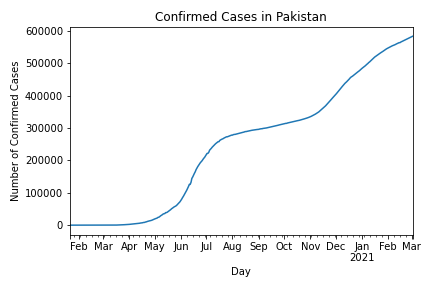 Confirmed Cases in Pakistan
600000
500000
400000
300000
200000
100000
0
Number of Confirmed Cases
Feb Mar Apr May Jun Jul Aug Sep Oct Nov Dec Jan Feb Mar
2021
Day